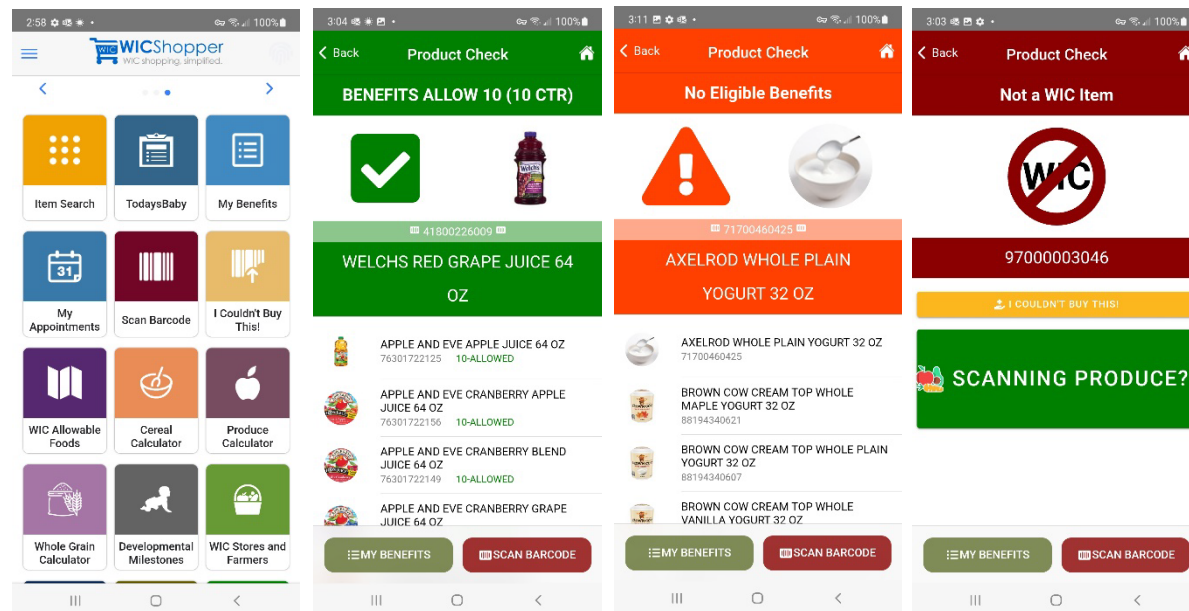 2:58
100%
WIC WICShopper
WIC shopping, simplified.
Item Search
TodaysBaby
My Benefits
31
My Appointments
Scan Barcode
I Couldn't Buy This!
WIC Allowable Foods
Cereal Calculator
Produce Calculator
Whole Grain Calculator
Developmental Milestones
WIC Stores and Farmers
3:04
100%
Back
Product Check
BENEFITS ALLOW 10 (10 CTR)
Welch's
41800226009
WELCHS RED GRAPE JUICE 64
OZ
APPLE AND EVE APPLE JUICE 64 OZ
76301722125 10-ALLOWED
APPLE AND EVE CRANBERRY APPLE
JUICE 64 OZ
76301722156 10-ALLOWED
APPLE AND EVE CRANBERRY BLEND
JUICE 64 OZ
76301722149 10-ALLOWED
APPLE AND EVE CRANBERRY GRAPE
JUICE 64 OZ
MY BENEFITS
SCAN BARCODE
3:11
100%
Back
Product Check
No Eligible Benefits
71700460425
AXELROD WHOLE PLAIN
YOGURT 32 OZ
AXELROD WHOLE PLAIN YOGURT 32 OZ
71700460425
BROWN COW CREAM TOP WHOLE
MAPLE YOGURT 32 OZ
88194340621
BROWN COW CREAM TOP WHOLE PLAIN
YOGURT 32 OZ
88194340607
BROWN COW CREAM TOP WHOLE
VANILLA YOGURT 32 OZ
MY BENEFITS
SCAN BARCODE
3:03
100%
Back
Product Check
Not a WIC Item
WIC
97000003046
I COULDN'T BUY THIS!
SCANNING PRODUCE?
MY BENEFITS
SCAN BARCODE